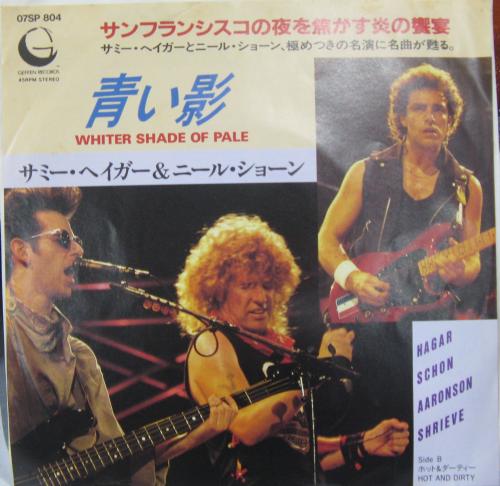 07SP 804
GEFFEN RECORDS
45RPM STEREO
サンフランシスコの夜を焦がす炎の饗宴
サミー・ヘイガーとニール・ショーン、極めつきの名演に名曲が甦る。
青い影
WHITER SHADE OF PALE
サミー・ヘイガー&ニール・ショーン
HAGAR
SCHON
AARONSON
SHRIEVE
Side B
ホット&ダーティー
HOT AND DIRTY